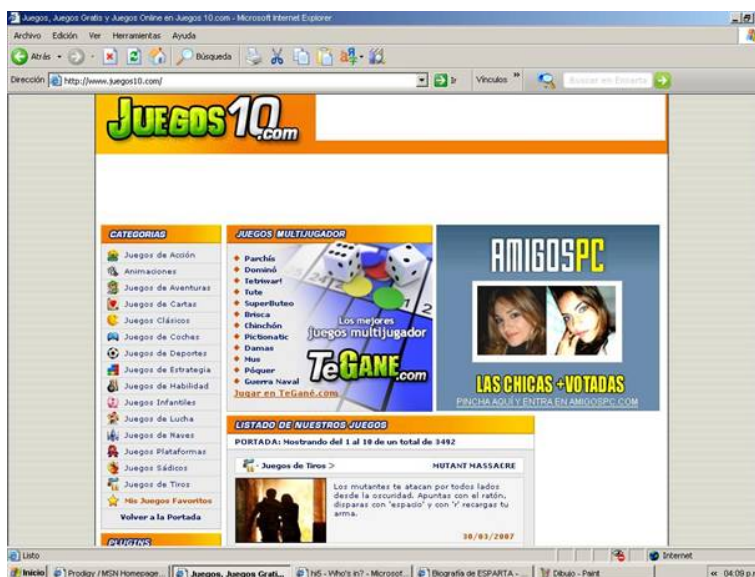 Juegos, Juegos Gratis y Juegos Online en Juegos 10.com - Microsoft Internet Explorer
Archivo Edición Ver Herramientas Ayuda
Atrás Búsqueda
Dirección http://www.juegos10.com/ Ir Vínculos » Buscar en Encarta
JUEGOS10.com
CATEGORIAS
Juegos de Acción
Animaciones
Juegos de Aventuras
Juegos de Cartas
Juegos Clásicos
Juegos de Coches
Juegos de Deportes
Juegos de Estrategia
Juegos de Habilidad
Juegos Infantiles
Juegos de Lucha
Juegos de Naves
Juegos Plataformas
Juegos Sádicos
Juegos de Tiros
Mis Juegos Favoritos
Volver a la Portada
PLUGINS
JUEGOS MULTIJUGADOR
Parchís
Dominó
Tetriwar!
Tute
SuperButeo
Brisca
Chinchón
Pictionatic
Damas
Mus
Póquer
Guerra Naval
Jugar en TeGané.com
Los mejores
juegos multijugador
TeGANE.com
AMIGOSPC
LAS CHICAS +VOTADAS
PINCHA AQUÍ Y ENTRA EN AMIGOSPC.COM
LISTADO DE NUESTROS JUEGOS
PORTADA: Mostrando del 1 al 10 de un total de 3492
- Juegos de Tiros > MUTANT MASSACRE
Los mutantes te atacan por todos lados
desde la oscuridad. Apuntas con el ratón,
disparas con 'espacio' y con 'r' recargas tu
arma.
30/03/2007
Listo Internet
Inicio Prodigy / MSN Homepage... Juegos, Juegos Grati... hi5 - Who's in? - Microsof... Biografía de ESPARTA - ... Dibujo - Paint « 04:09 p.m.